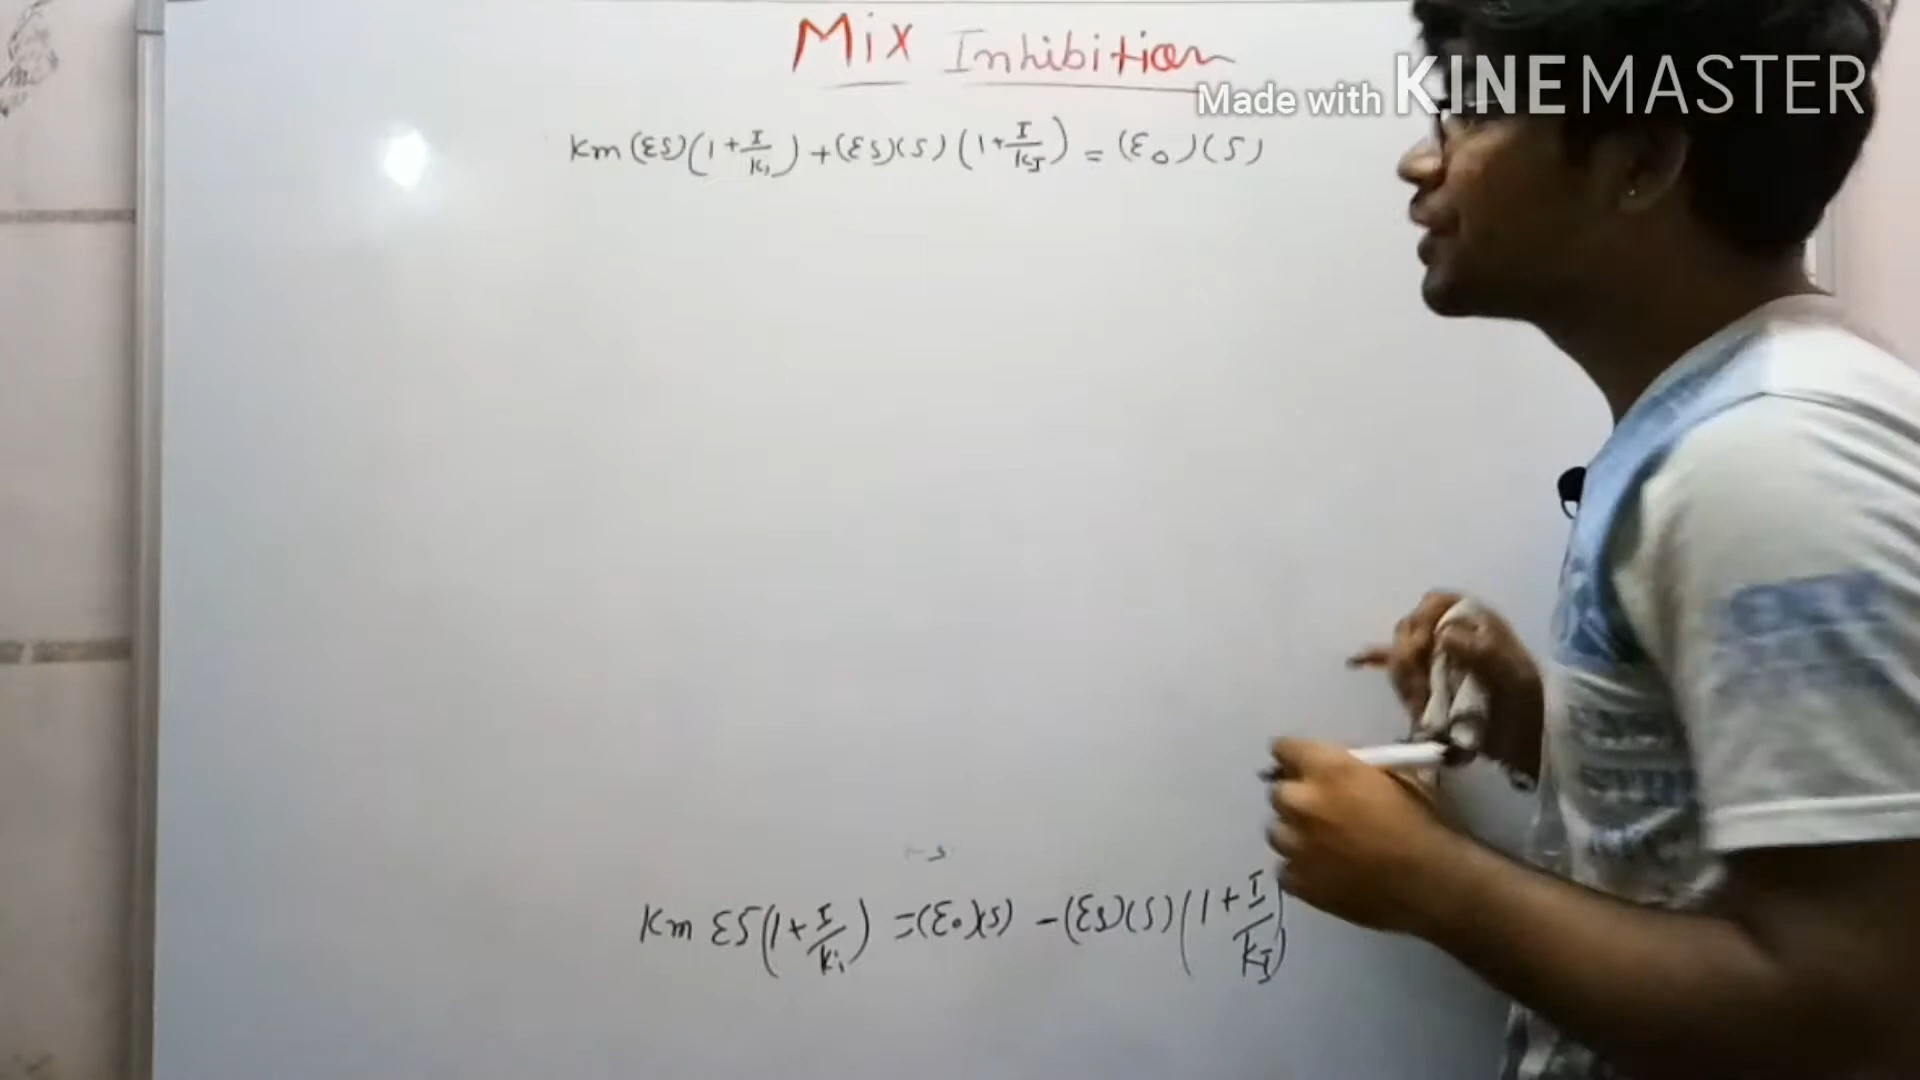 Mix Inhibition
Made with KINEMASTER
Km (ES)(1+I/Ki)+(ES)(S)(1+I/KI)=(E0)(S)
Km ES(1+I/Ki)=(E0)(S)-(ES)(S)(1+I/KI)